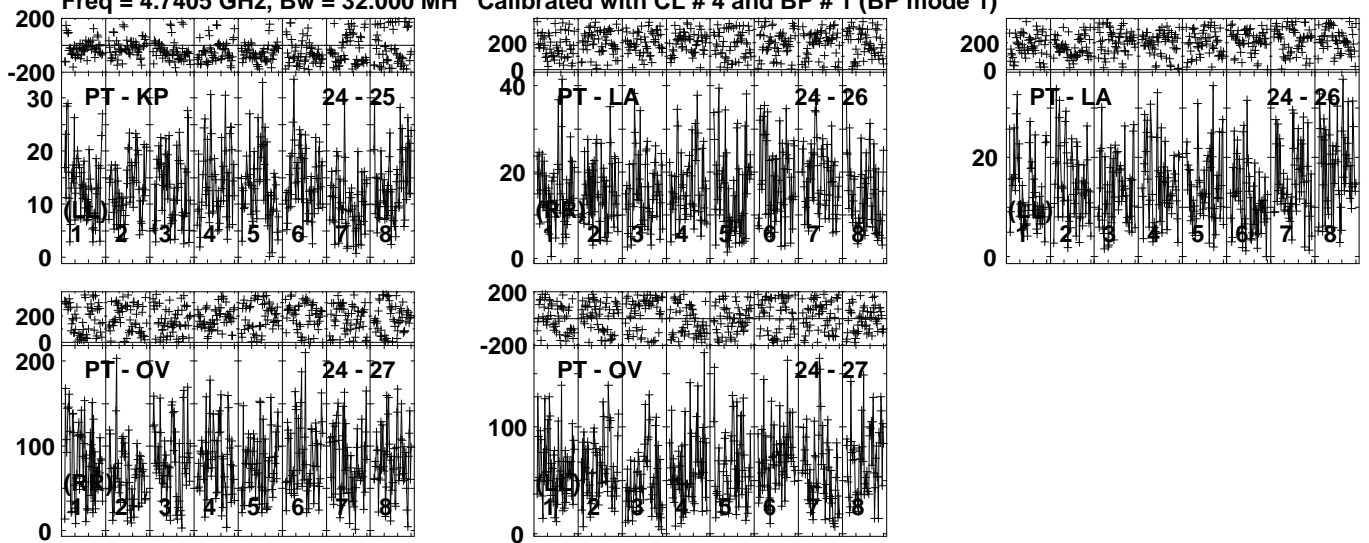 Freq = 4.7405 GHz, Bw = 32.000 MH Calibrated with CL # 4 and BP # 1 (BP mode 1)
200
-200
30
20
10
0
PT - KP 24 - 25
(LL)
1 2 3 4 5 6 7 8
200
0
40
20
0
PT - LA 24 - 26
(RR)
1 2 3 4 5 6 7 8
200
0
20
0
PT - LA 24 - 26
(LL)
1 2 3 4 5 6 7 8
200
0
200
100
0
PT - OV 24 - 27
(RR)
1 2 3 4 5 6 7 8
200
-200
100
0
PT - OV 24 - 27
(LL)
1 2 3 4 5 6 7 8